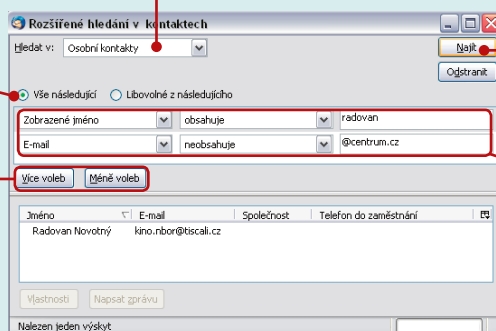 Rozšířené hledání v kontaktech
Hledat v: Osobní kontakty Najít
Odstranit
Vše následující Libovolné z následujícího
Zobrazené jméno obsahuje radovan
E-mail neobsahuje @centrum.cz
Více voleb Méně voleb
Jméno E-mail Společnost Telefon do zaměstnání
Radovan Novotný kino.nbor@tiscali.cz
Vlastnosti Napsat zprávu
Nalezen jeden výskyt